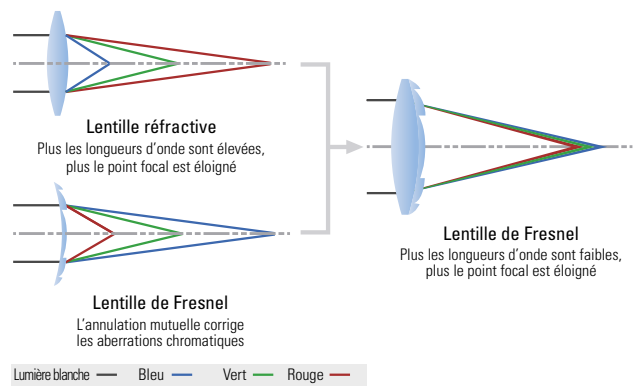 Lentille réfractive
Plus les longueurs d'onde sont élevées,
plus le point focal est éloigné
Lentille de Fresnel
L'annulation mutuelle corrige
les aberrations chromatiques
Lentille de Fresnel
Plus les longueurs d'onde sont faibles,
plus le point focal est éloigné
Lumière blanche Bleu Vert Rouge